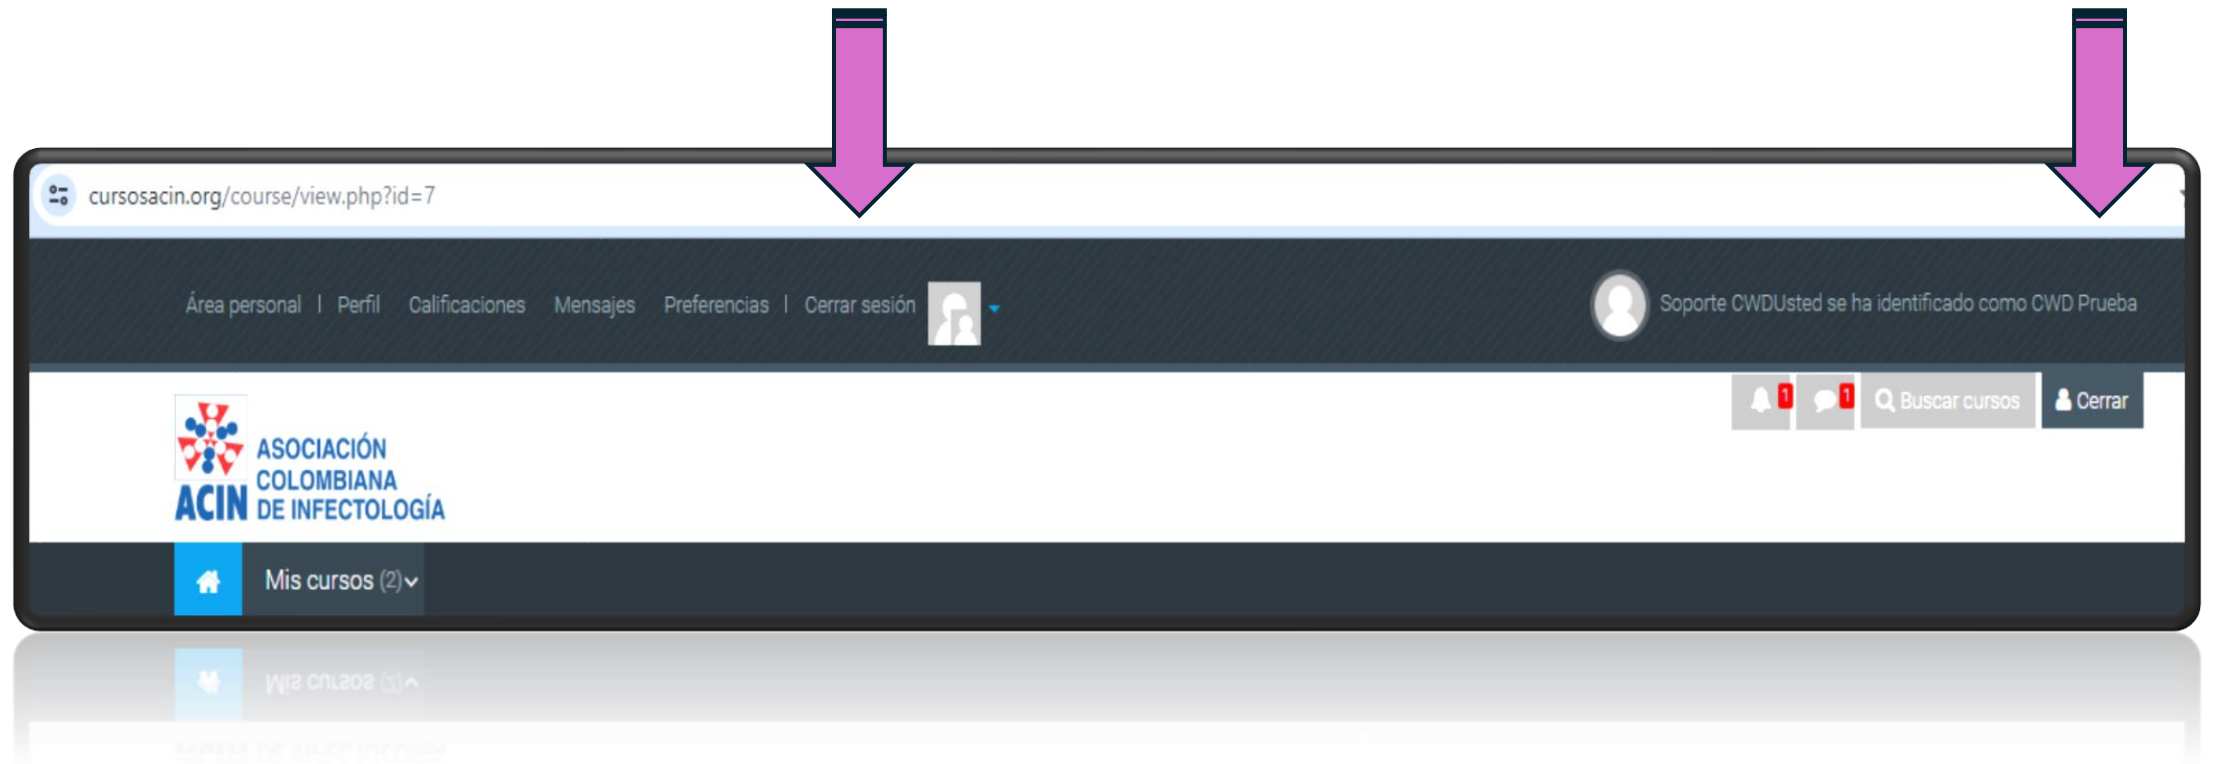 cursosacin.org/course/view.php?id=7
Área personal | Perfil Calificaciones Mensajes Preferencias | Cerrar sesión
Soporte CWDUsted se ha identificado como CWD Prueba
1 1 Buscar cursos Cerrar
ASOCIACIÓN
COLOMBIANA
ACIN DE INFECTOLOGÍA
Mis cursos (2)